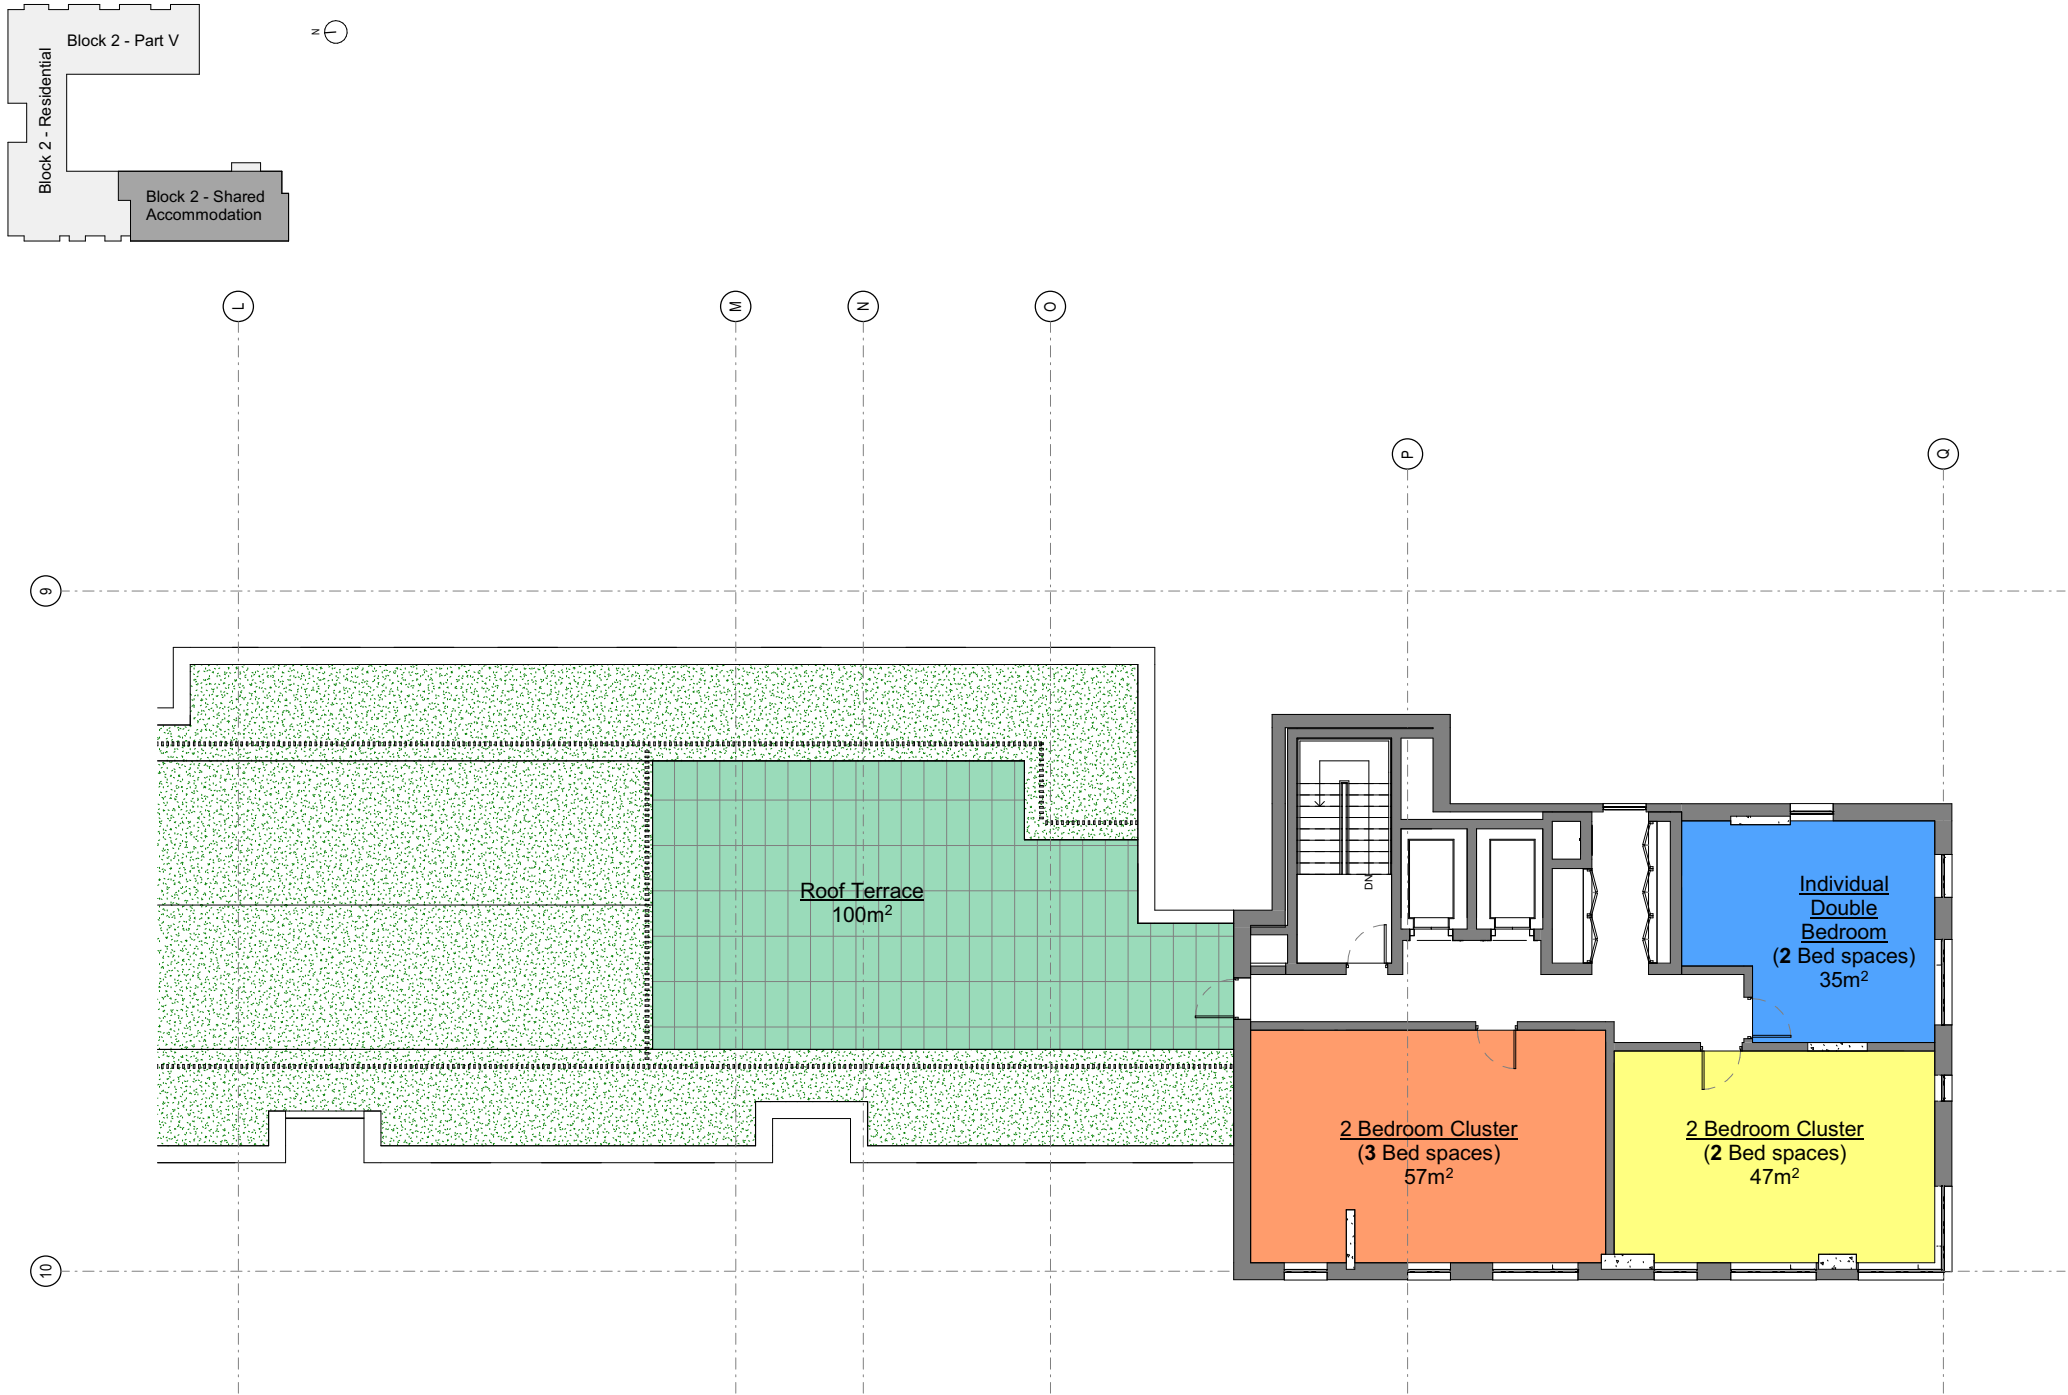 Block 2 - Part V
Block 2 - Residential
N
Block 2 - Shared
Accommodation
L
M
N
O
P
Q
9
DN
Roof Terrace
100m²
Individual
Double
Bedroom
(2 Bed spaces)
35m²
2 Bedroom Cluster
(3 Bed spaces)
57m²
2 Bedroom Cluster
(2 Bed spaces)
47m²
10